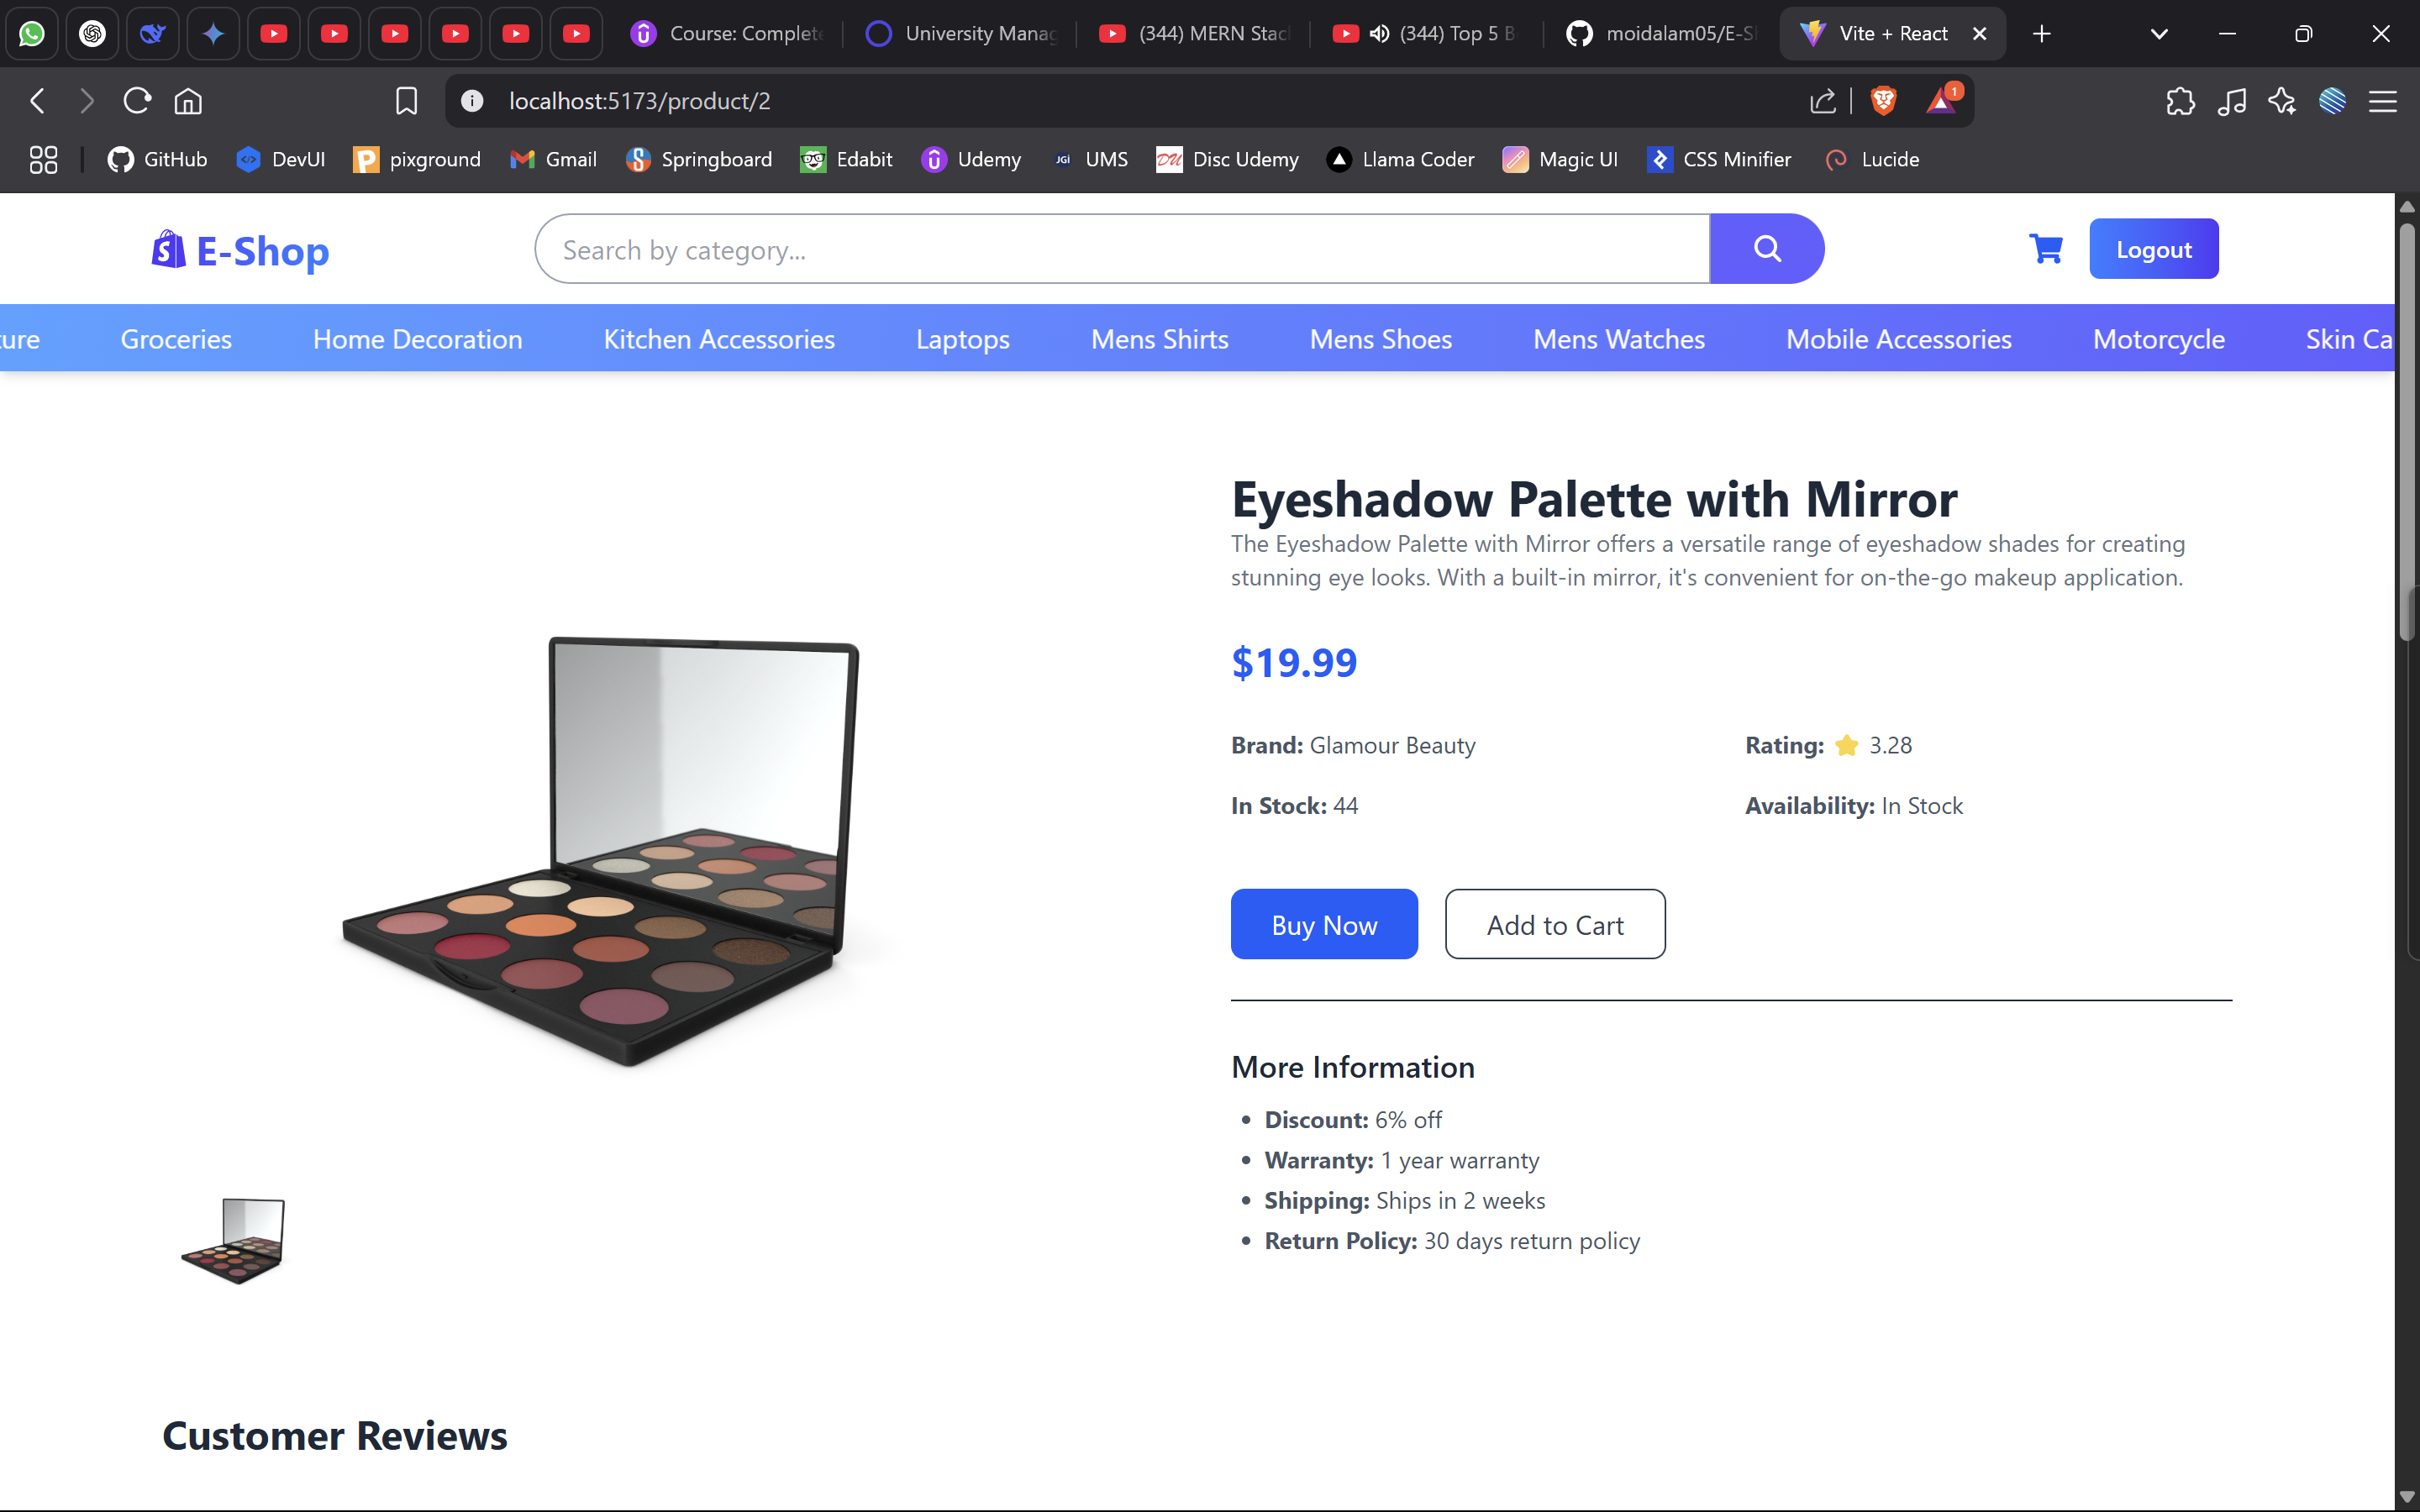 Course: Complete
University Manag
(344) MERN Stac
(344) Top 5 B
moidalam05/E-S
Vite + React
localhost:5173/product/2
1
GitHub
DevUI
pixground
Gmail
Springboard
Edabit
Udemy
JGI UMS
DU Disc Udemy
Llama Coder
Magic UI
CSS Minifier
Lucide
E-Shop
Search by category...
Logout
ure
Groceries
Home Decoration
Kitchen Accessories
Laptops
Mens Shirts
Mens Shoes
Mens Watches
Mobile Accessories
Motorcycle
Skin Ca
Eyeshadow Palette with Mirror
The Eyeshadow Palette with Mirror offers a versatile range of eyeshadow shades for creating
stunning eye looks. With a built-in mirror, it's convenient for on-the-go makeup application.
$19.99
Brand: Glamour Beauty
Rating: ⭐ 3.28
In Stock: 44
Availability: In Stock
Buy Now
Add to Cart
More Information
• Discount: 6% off
• Warranty: 1 year warranty
• Shipping: Ships in 2 weeks
• Return Policy: 30 days return policy
Customer Reviews